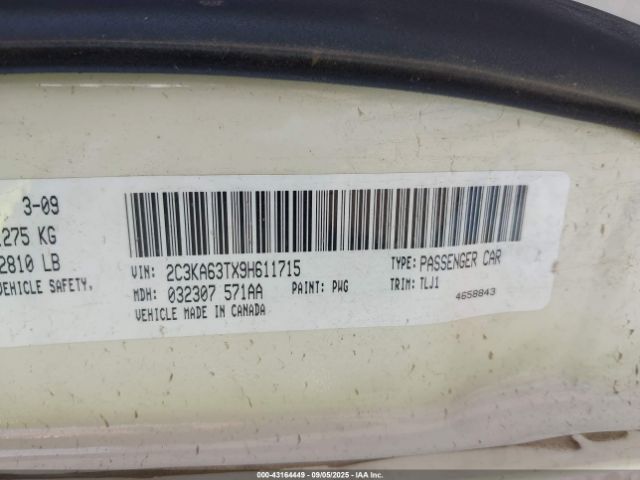 3-09
1275 KG
2810 LB
VEHICLE SAFETY.
VIN: 2C3KA63TX9H611715
TYPE: PASSENGER CAR
MDH: 032307 571AA
PAINT: PWG
TRIM: TLJ1
4658843
VEHICLE MADE IN CANADA
000-43164449 | 09/05/2025 - ©IAA Inc.